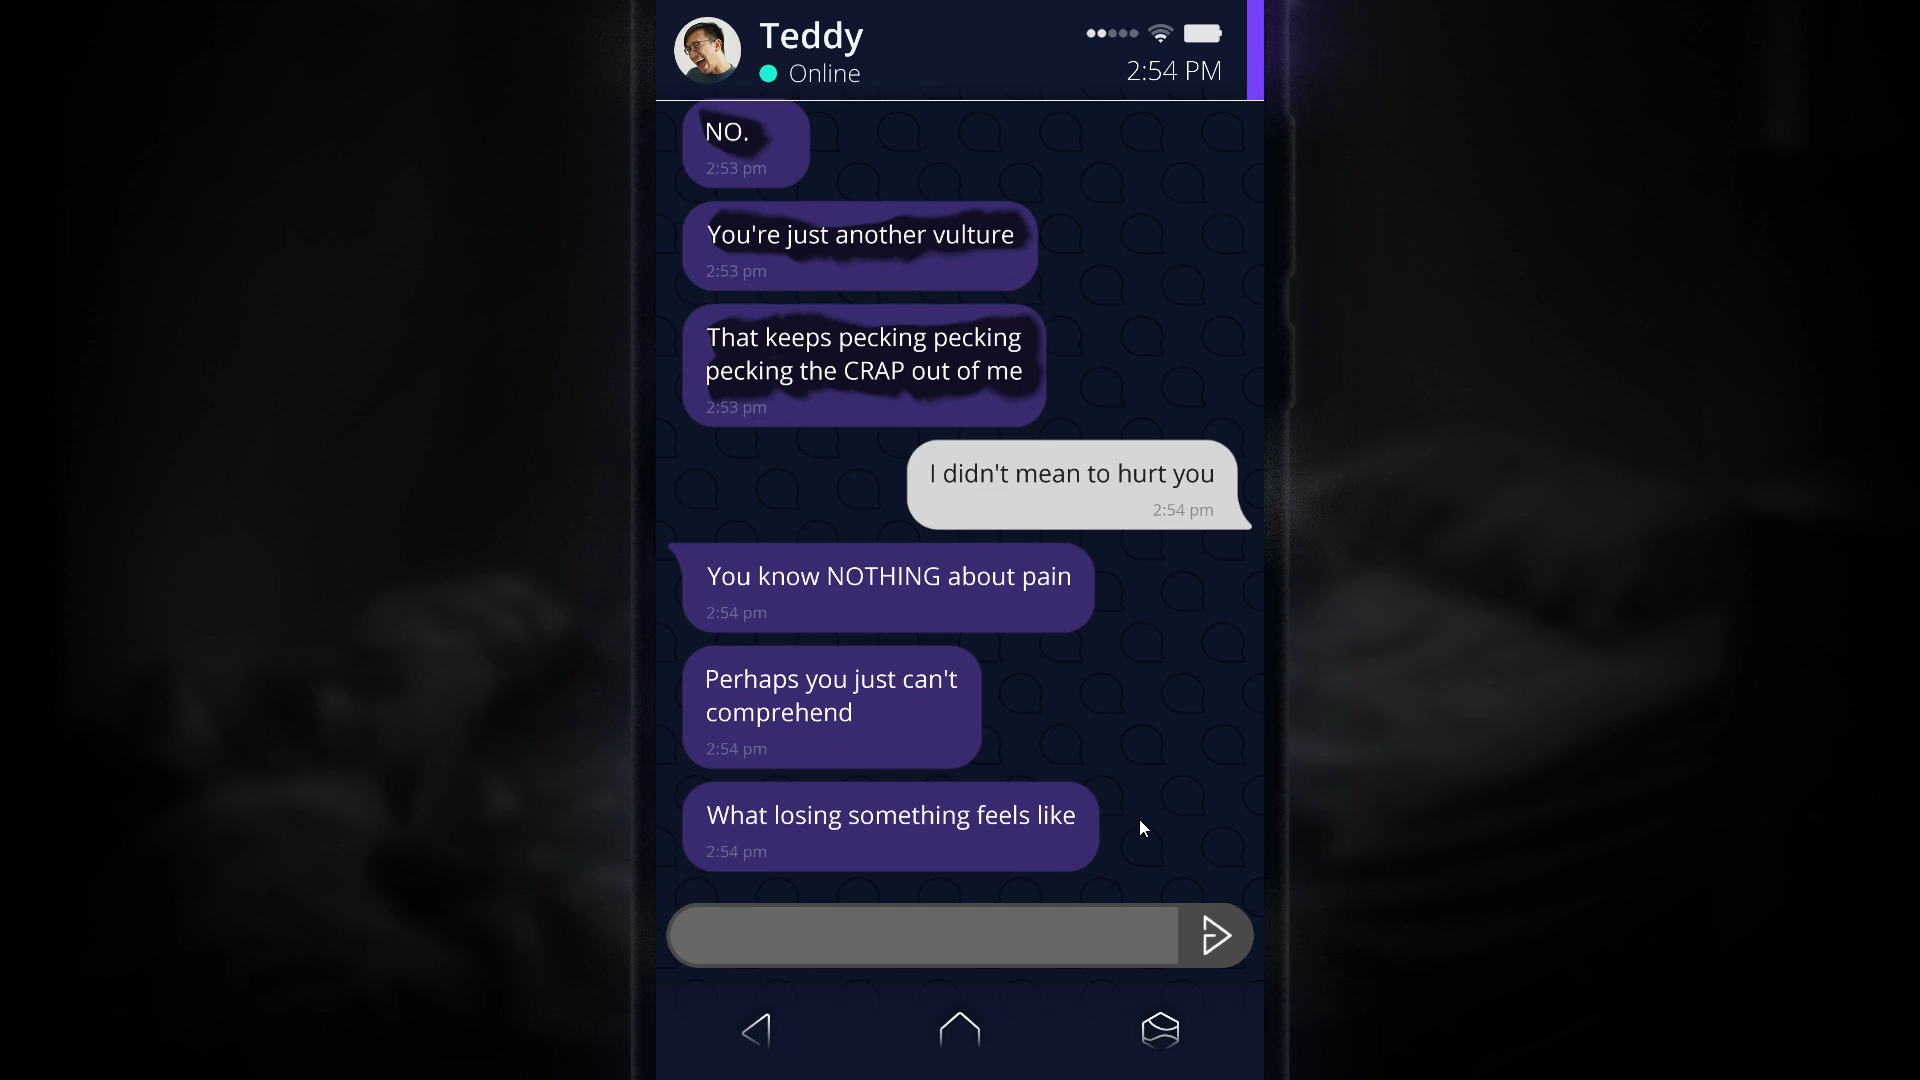 Teddy
Online
2:54 PM
NO.
2:53 pm
You're just another vulture
2:53 pm
That keeps pecking pecking
pecking the CRAP out of me
2:53 pm
I didn't mean to hurt you
2:54 pm
You know NOTHING about pain
2:54 pm
Perhaps you just can't
comprehend
2:54 pm
What losing something feels like
2:54 pm